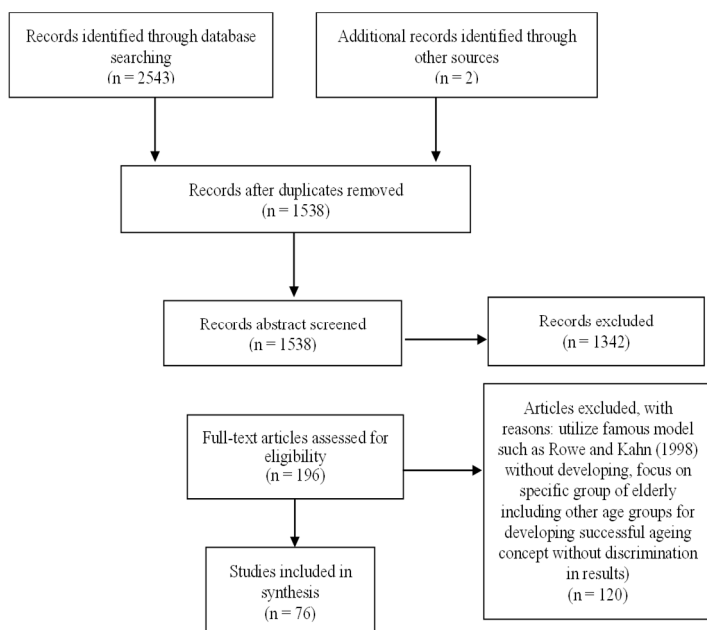 Records identified through database
searching
(n = 2543)
Additional records identified through
other sources
(n = 2)
Records after duplicates removed
(n = 1538)
Records abstract screened
(n = 1538)
Records excluded
(n = 1342)
Full-text articles assessed for
eligibility
(n = 196)
Articles excluded, with
reasons: utilize famous model
such as Rowe and Kahn (1998)
without developing, focus on
specific group of elderly
including other age groups for
developing successful ageing
concept without discrimination
in results)
(n = 120)
Studies included in
synthesis
(n = 76)